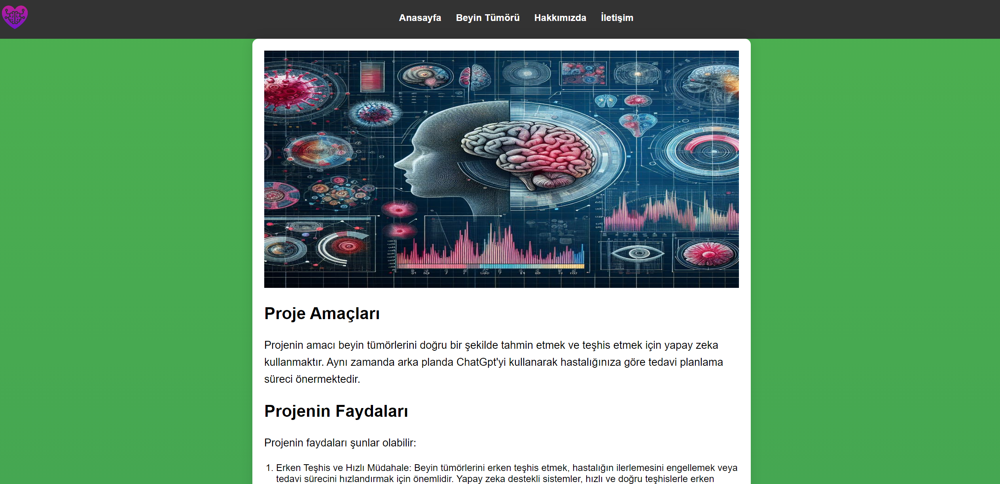 Anasayfa Beyin Tümörü Hakkımızda İletişim
Proje Amaçları
Projenin amacı beyin tümörlerini doğru bir şekilde tahmin etmek ve teşhis etmek için yapay zeka
kullanmaktır. Aynı zamanda arka planda ChatGpt'yi kullanarak hastalığınıza göre tedavi planlama
süreci önermektedir.
Projenin Faydaları
Projenin faydaları şunlar olabilir:
1. Erken Teşhis ve Hızlı Müdahale: Beyin tümörlerini erken teşhis etmek, hastalığın ilerlemesini engellemek veya
tedavi sürecini hızlandırmak için önemlidir. Yapay zeka destekli sistemler, hızlı ve doğru teşhislerle erken